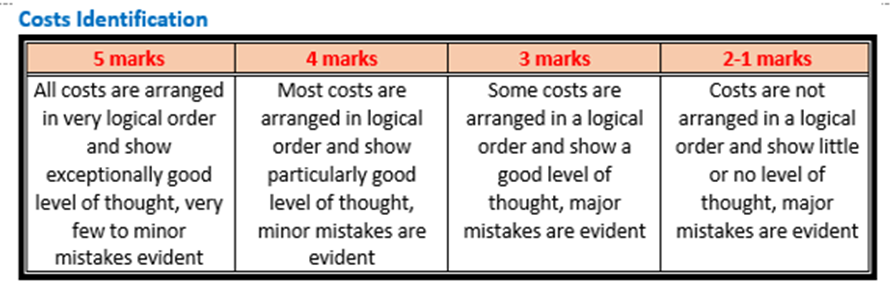 Costs Identification
5 marks
4 marks
3 marks
2-1 marks
All costs are arranged
in very logical order
and show
exceptionally good
level of thought, very
few to minor
mistakes evident
Most costs are
arranged in logical
order and show
particularly good
level of thought,
minor mistakes are
evident
Some costs are
arranged in a logical
order and show a
good level of
thought, major
mistakes are evident
Costs are not
arranged in a logical
order and show little
or no level of
thought, major
mistakes are evident